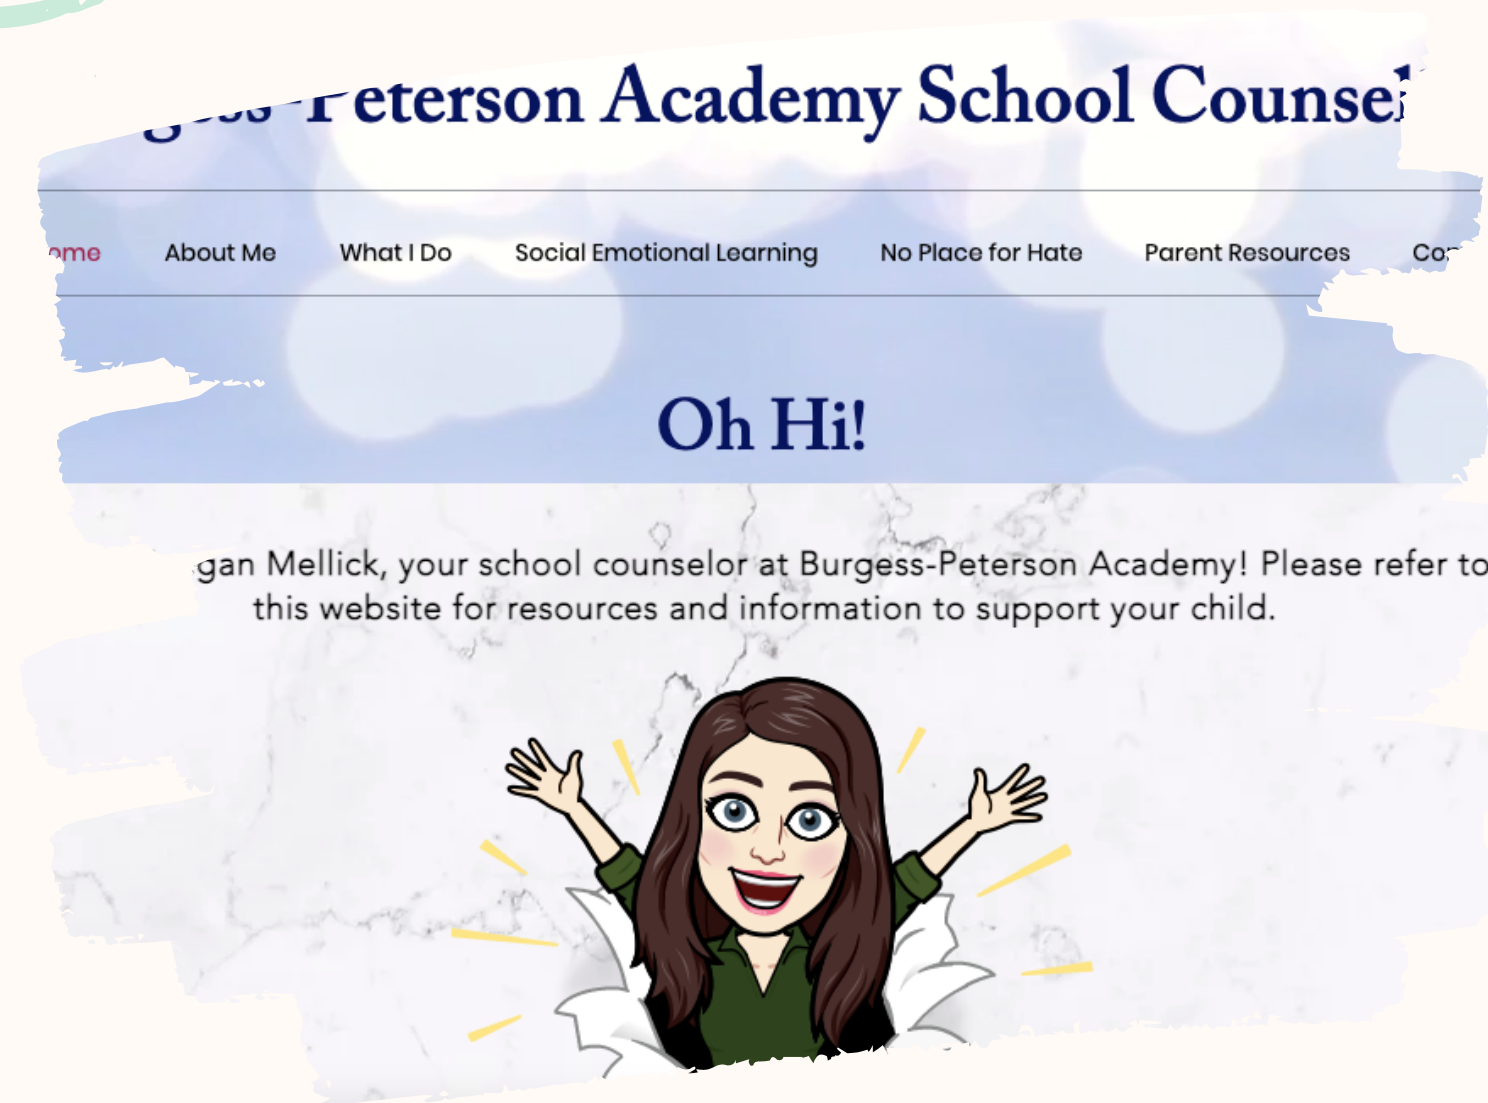 Peterson Academy School
ome About Me What I Do Social Emotional Learning No Place for Hate Parent Resources
Oh Hi!
gan Mellick, your school counselor at Burgess-Peterson Academy! Please refer to
this website for resources and information to support your child.